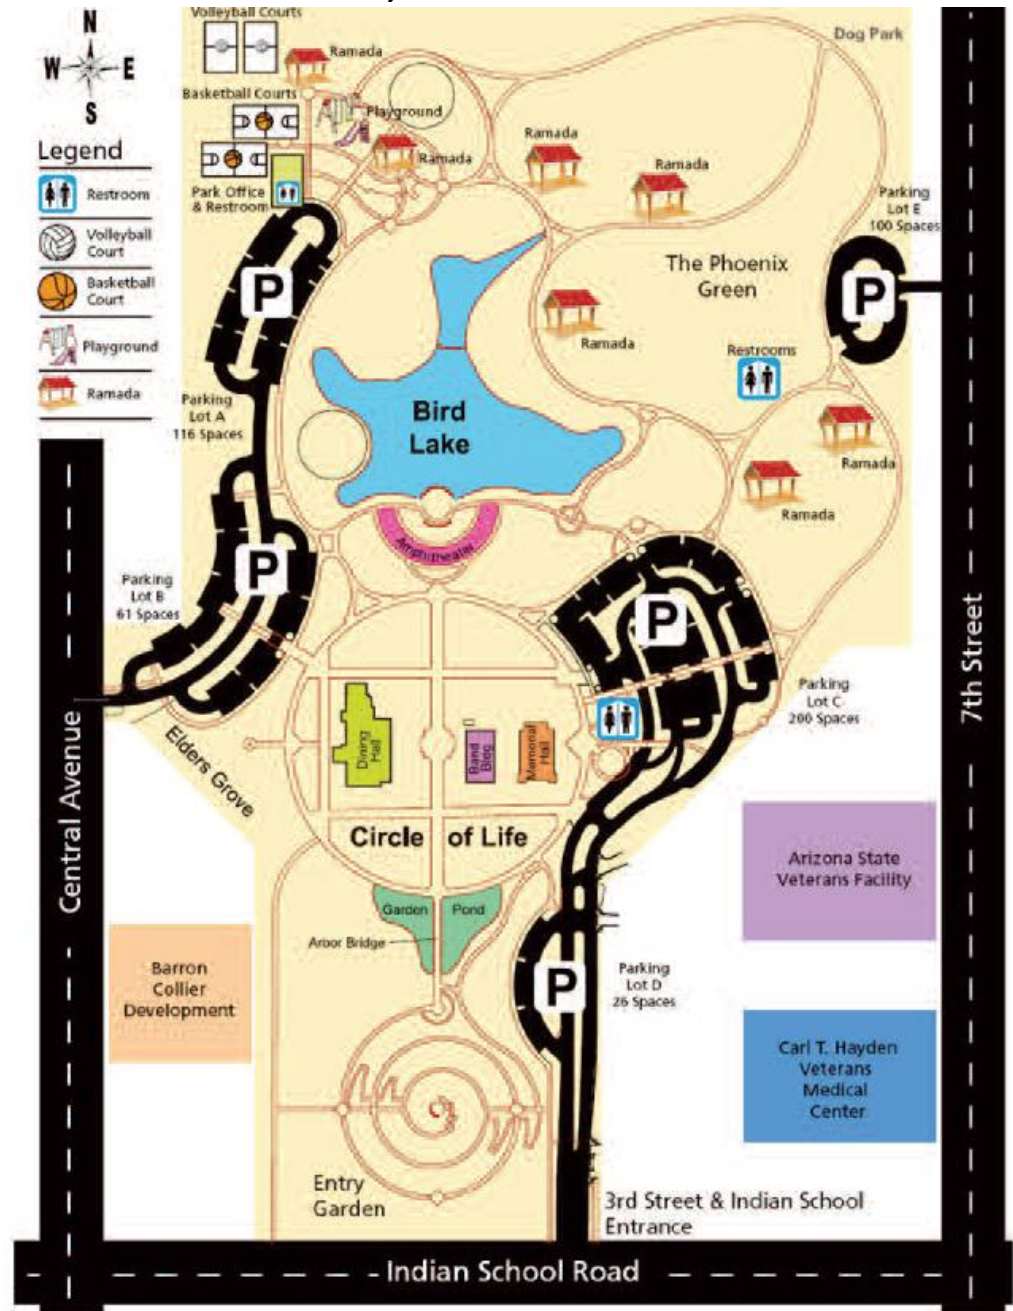 Volleyball Courts
N
W
E
S
Ramada
Dog Park
Basketball Courts
Playground
Legend
Ramada
Ramada
Ramada
Restroom
Park Office
& Restroom
Parking
Lot E
100 Spaces
Volleyball
Court
Basketball
Court
P
The Phoenix
Green
P
Playground
Ramada
Restrooms
Ramada
Parking
Lot A
116 Spaces
Bird
Lake
Ramada
Ramada
Amphitheater
P
Parking
Lot B
61 Spaces
P
Parking
Lot C
200 Spaces
7th Street
Elders Grove
Dining
Hall
Band
Bldg
Memorial
Hall
Central Avenue
Circle of Life
Arizona State
Veterans Facility
Garden Pond
Arbor Bridge
Barron
Collier
Development
P
Parking
Lot D
26 Spaces
Carl T. Hayden
Veterans
Medical
Center
Entry
Garden
3rd Street & Indian School
Entrance
Indian School Road